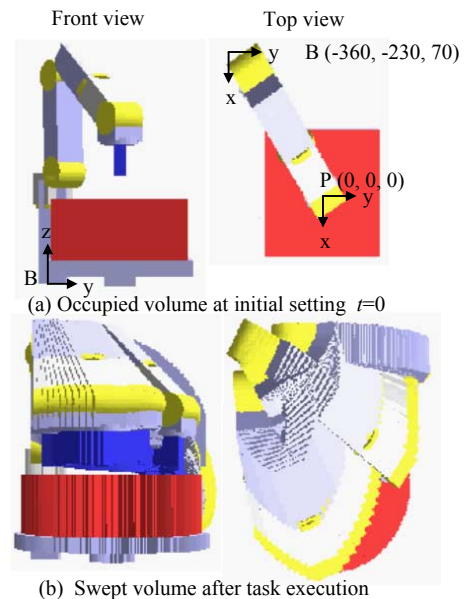 Front view
Top view
B (-360, -230, 70)
y
x
P (0, 0, 0)
y
x
z
B
y
(a) Occupied volume at initial setting t=0
(b) Swept volume after task execution